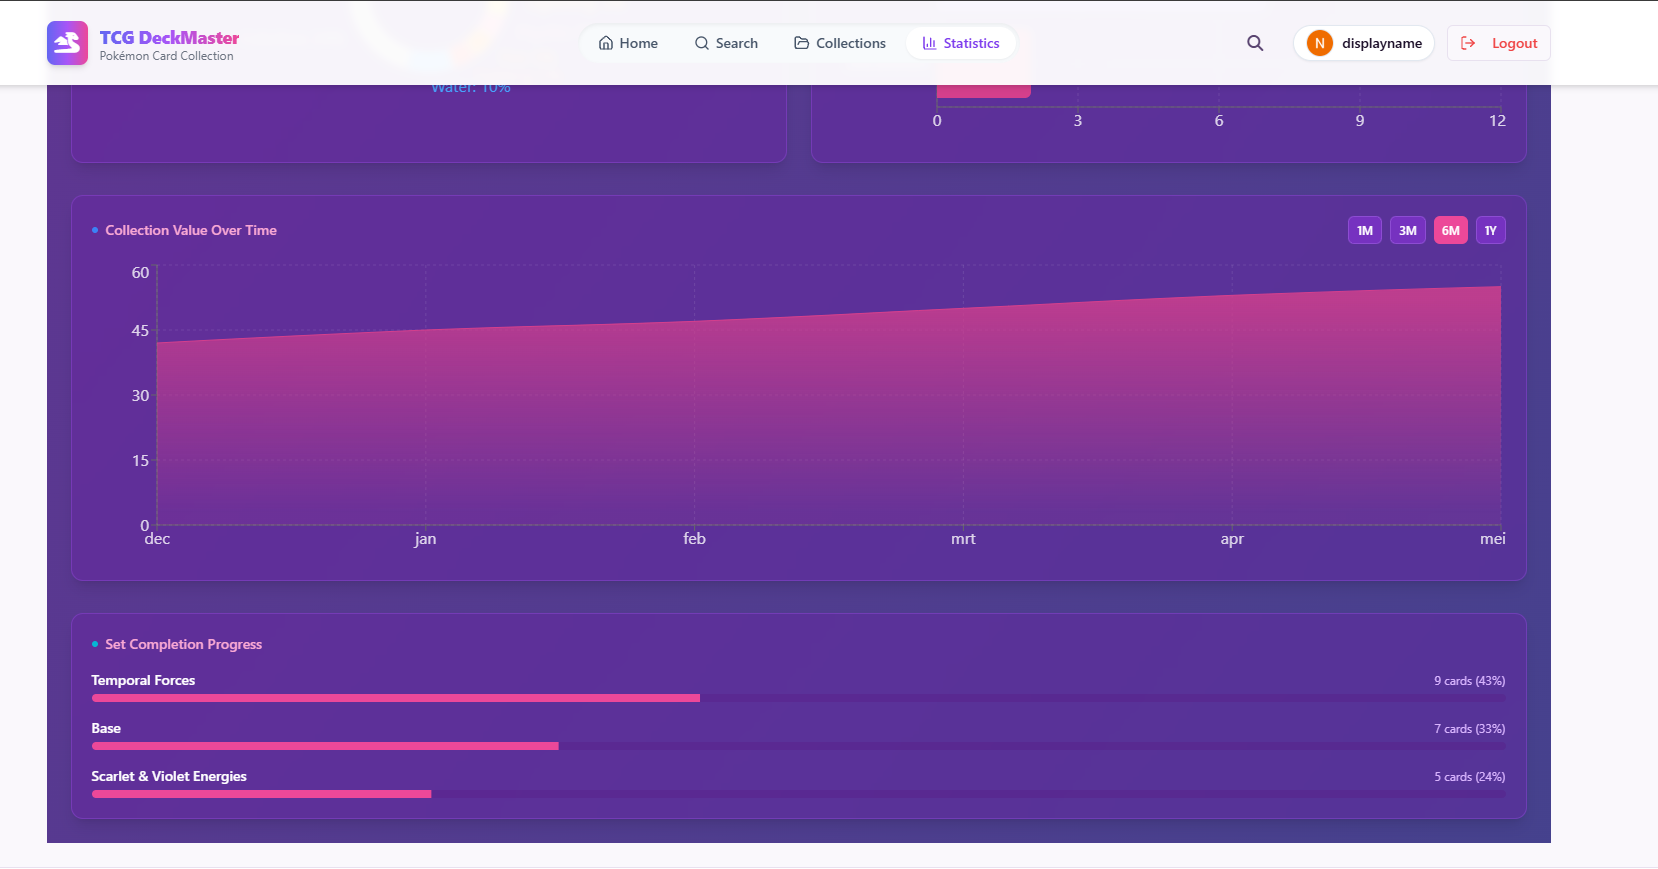 TCG DeckMaster
Pokémon Card Collection
Home
Search
Collections
Statistics
N
displayname
Logout
Water: 10%
0
3
6
9
12
Collection Value Over Time
1M
3M
6M
1Y
60
45
30
15
0
dec
jan
feb
mrt
apr
mei
Set Completion Progress
Temporal Forces
9 cards (43%)
Base
7 cards (33%)
Scarlet & Violet Energies
5 cards (24%)